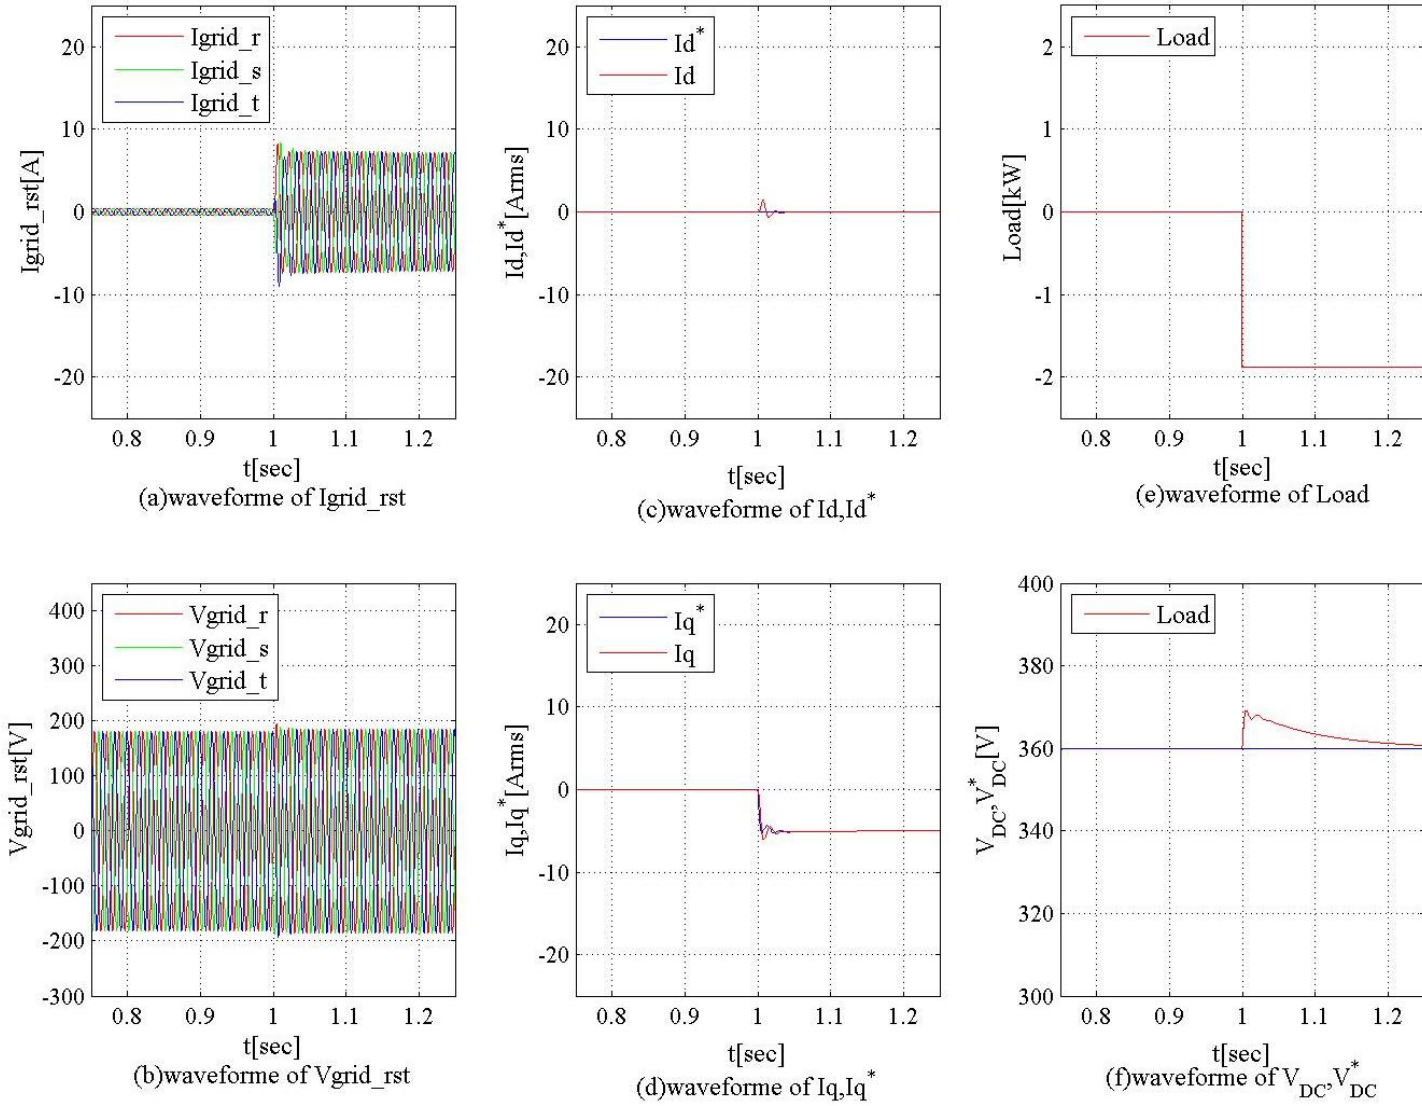 Igrid_r
Igrid_s
Igrid_t
20
10
0
-10
-20
Igrid_rst[A]
0.8 0.9 1 1.1 1.2
t[sec]
(a)waveforme of Igrid_rst
Id*
Id
20
10
0
-10
-20
Id,Id*[Arms]
0.8 0.9 1 1.1 1.2
t[sec]
(c)waveforme of Id,Id*
Load
2
1
0
-1
-2
Load[kW]
0.8 0.9 1 1.1 1.2
t[sec]
(e)waveforme of Load
Vgrid_r
Vgrid_s
Vgrid_t
400
300
200
100
0
-100
-200
-300
Vgrid_rst[V]
0.8 0.9 1 1.1 1.2
t[sec]
(b)waveforme of Vgrid_rst
Iq*
Iq
20
10
0
-10
-20
Iq,Iq*[Arms]
0.8 0.9 1 1.1 1.2
t[sec]
(d)waveforme of Iq,Iq*
Load
400
380
360
340
320
300
VDC,V*DC[V]
0.8 0.9 1 1.1 1.2
t[sec]
(f)waveforme of VDC,V*DC